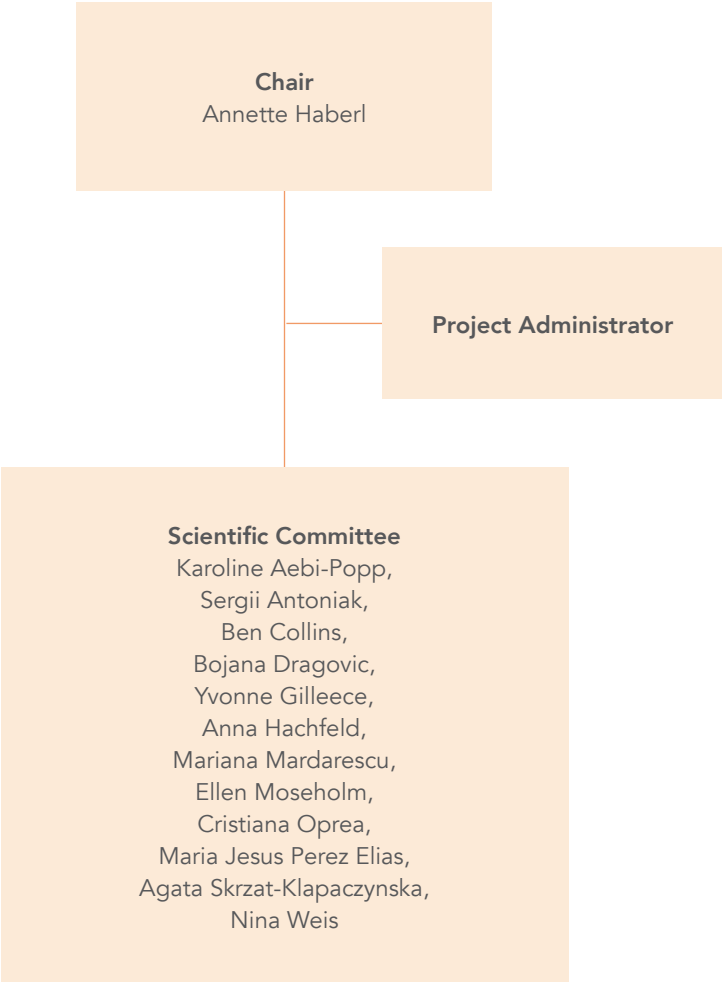 Chair
Annette Haberl
Project Administrator
Scientific Committee
Karoline Aebi-Popp,
Sergii Antoniak,
Ben Collins,
Bojana Dragovic,
Yvonne Gilleece,
Anna Hachfeld,
Mariana Mardarescu,
Ellen Moseholm,
Cristiana Oprea,
Maria Jesus Perez Elias,
Agata Skrzat-Klapaczynska,
Nina Weis